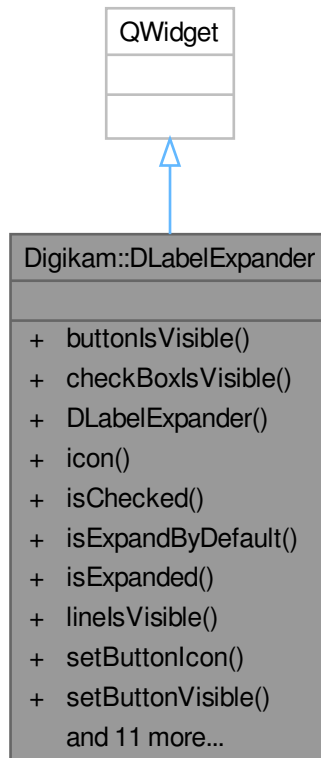 QWidget
Digikam::DLabelExpander
+ buttonIsVisible()
+ checkBoxIsVisible()
+ DLabelExpander()
+ icon()
+ isChecked()
+ isExpandByDefault()
+ isExpanded()
+ lineIsVisible()
+ setButtonIcon()
+ setButtonVisible()
and 11 more...